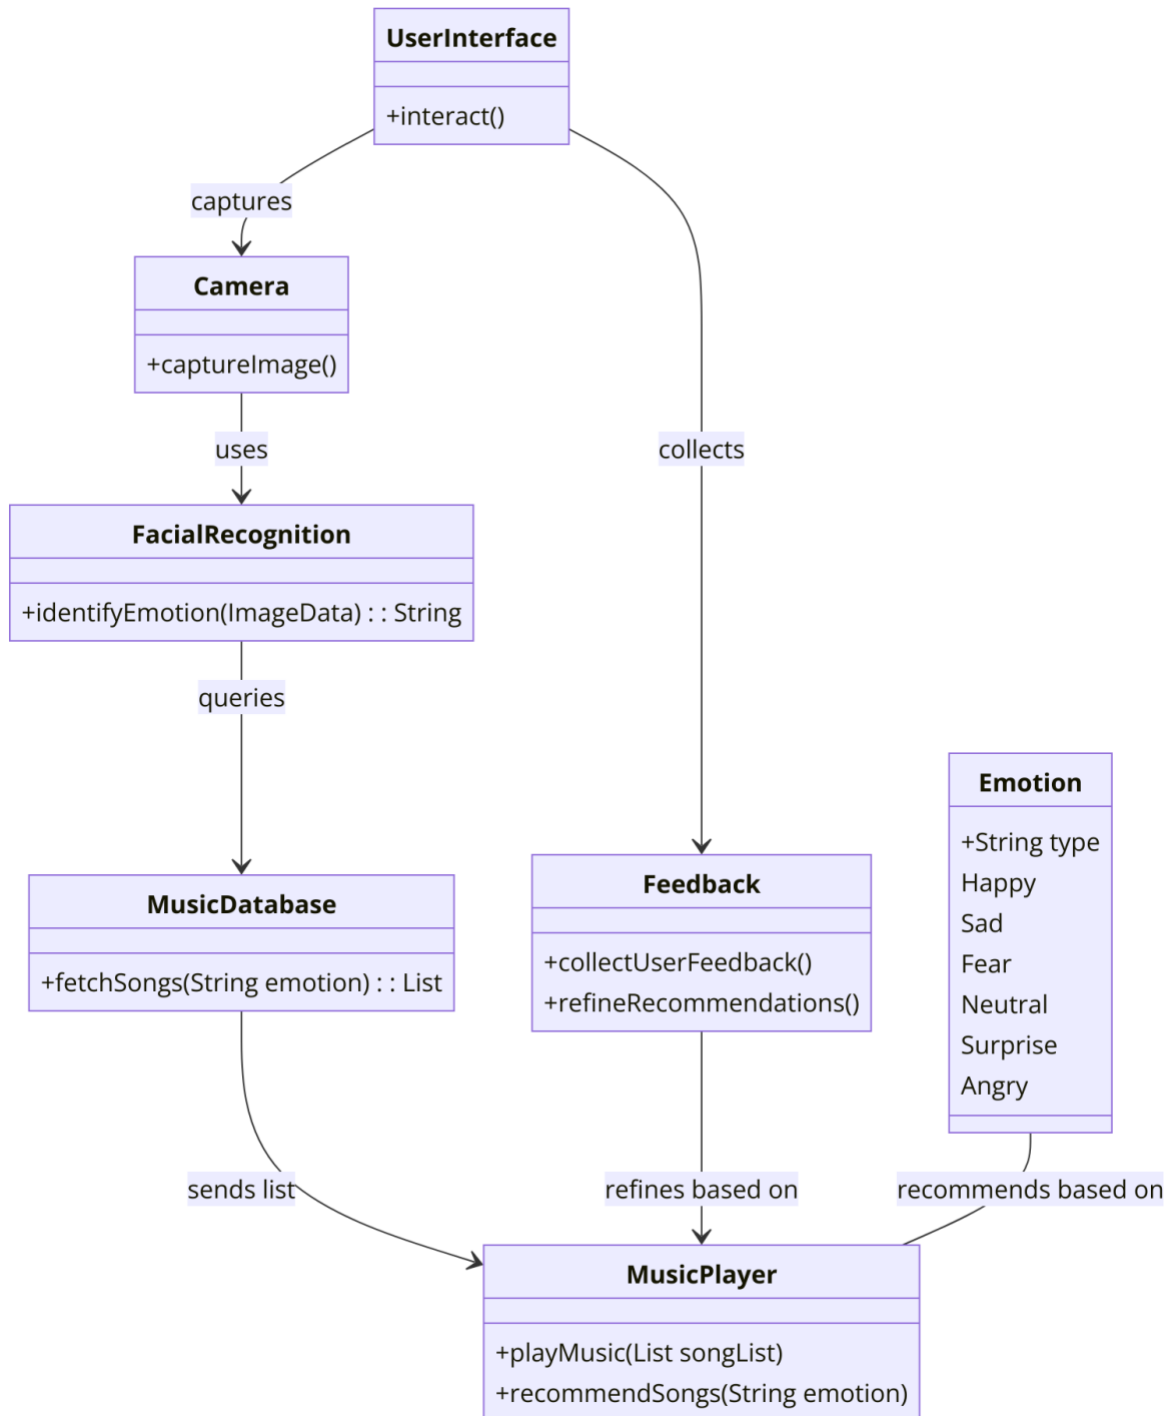 UserInterface
+interact()
captures
Camera
+captureImage()
uses
collects
FacialRecognition
+identifyEmotion(ImageData) : : String
queries
Emotion
+String type
Happy
Sad
Fear
Neutral
Surprise
Angry
MusicDatabase
+fetchSongs(String emotion) : : List
Feedback
+collectUserFeedback()
+refineRecommendations()
sends list
refines based on
recommends based on
MusicPlayer
+playMusic(List songList)
+recommendSongs(String emotion)